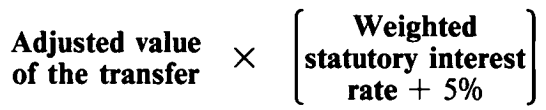 Adjusted value
of the transfer
×
Weighted
statutory interest
rate + 5%